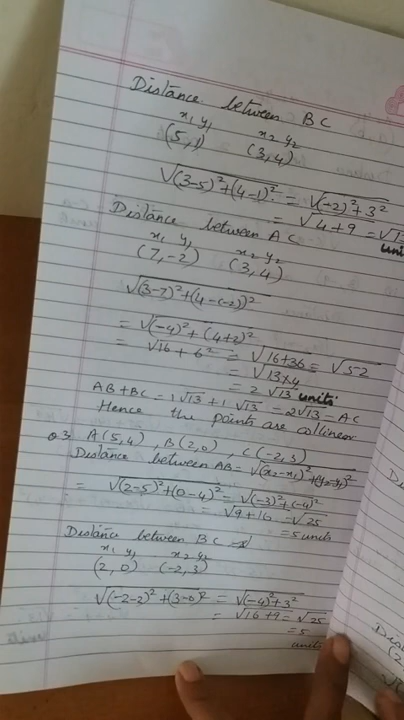 Distance between BC
x₁ y₁ x₂ y₂
(5,1) (3,4)
√(3-5)²+(4-1)² = √(-2)²+3²
= √4+9 = √13
units
Distance between AC
x₁ y₁ x₂ y₂
(7,-2) (3,4)
√(3-7)²+(4-(-2))²
= √(-4)²+(4+2)²
= √16+6² = √16+36 = √52
= √13×4
= 2√13 units
AB+BC = 1√13+1√13 = 2√13 = AC
Hence the points are collinear
Q3. A(5,4), B(2,0), C(-2,3)
Distance between AB = √(x₂-x₁)²+(y₂-y₁)²
= √(2-5)²+(0-4)² = √(-3)²+(-4)²
= √9+16 = √25
= 5 units
Distance between BC
x₁ y₁ x₂ y₂
(2,0) (-2,3)
√(-2-2)²+(3-0)² = √(-4)²+3²
= √16+9 = √25
= 5
units